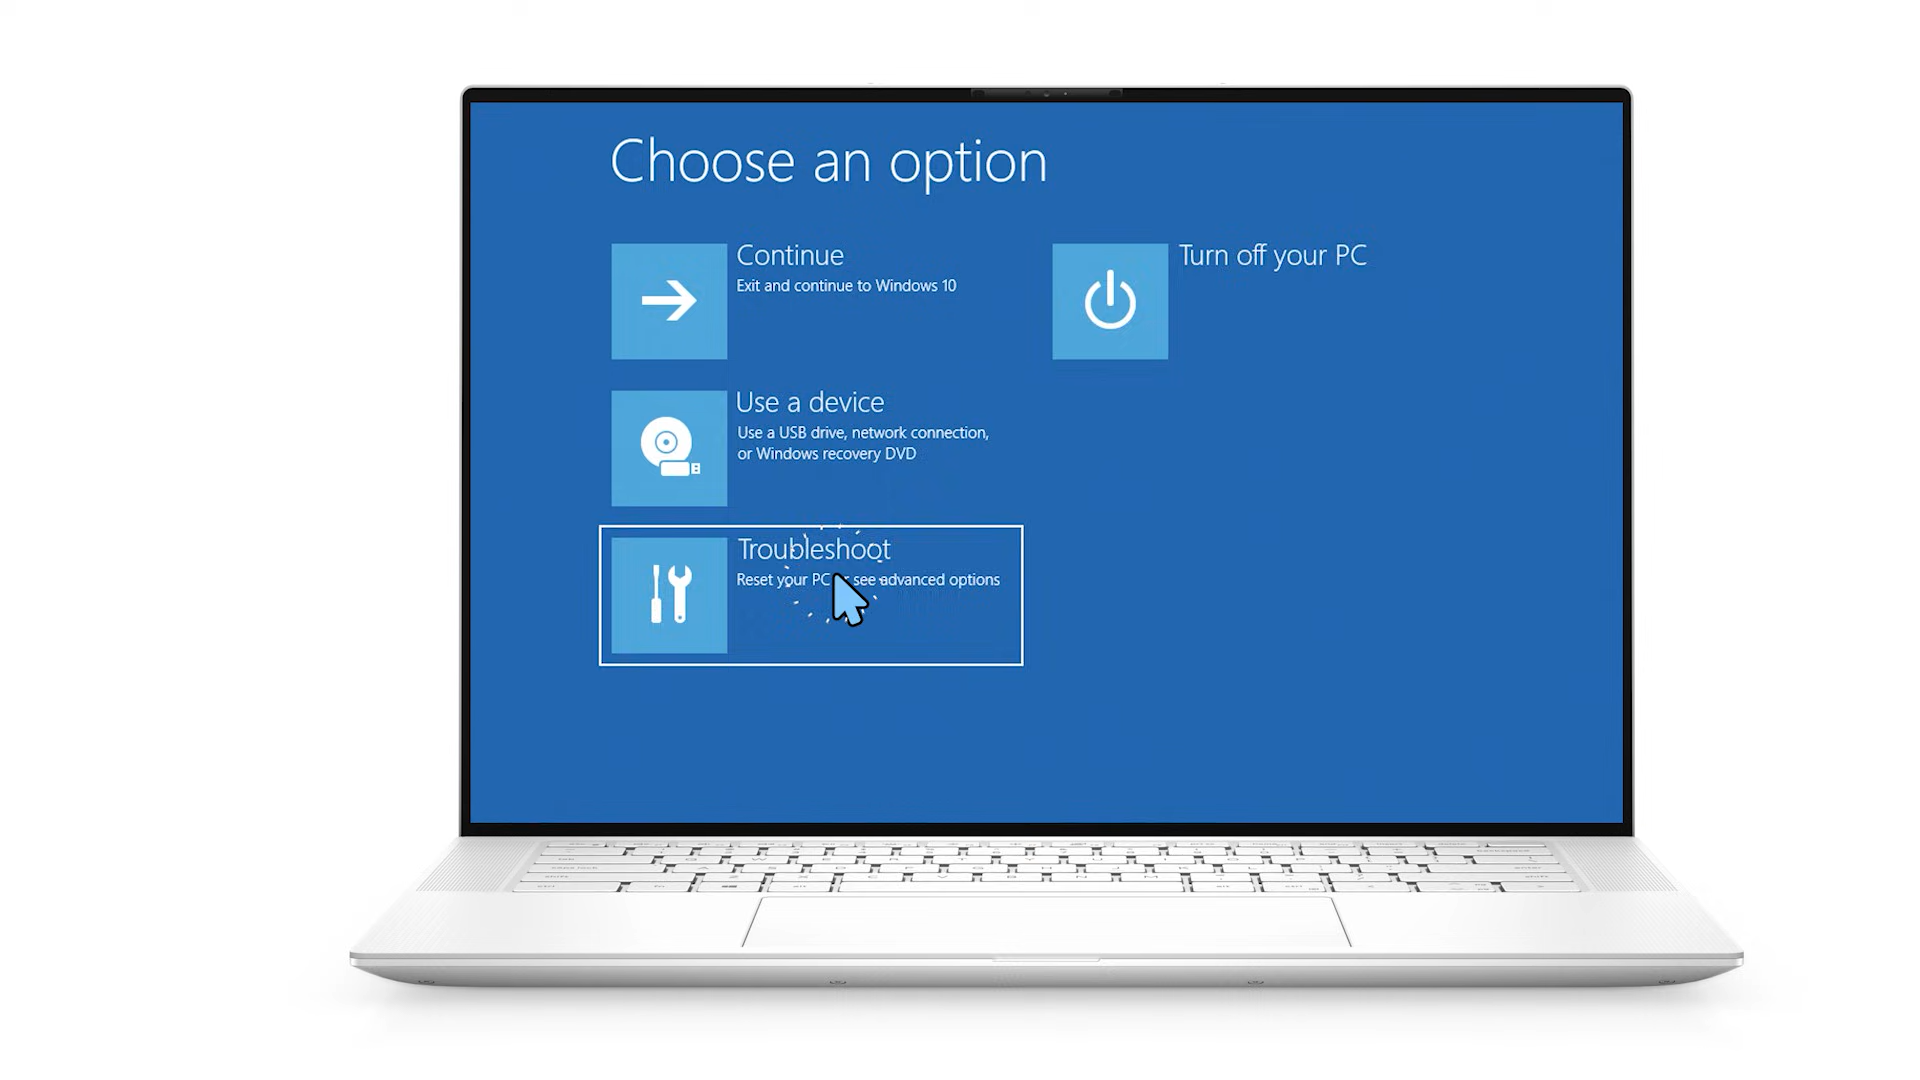 Choose an option
Continue
Exit and continue to Windows 10
Turn off your PC
Use a device
Use a USB drive, network connection,
or Windows recovery DVD
Troubleshoot
Reset your PC or see advanced options